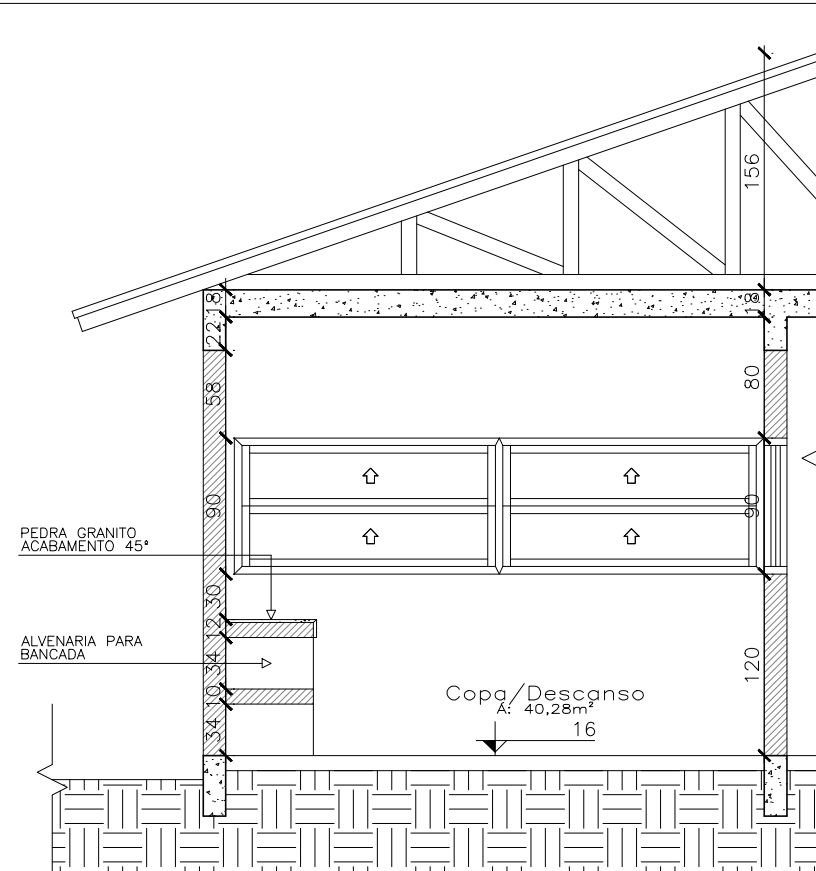 156
18
18
22
58
80
90
90
PEDRA GRANITO
ACABAMENTO 45°
30
12
ALVENARIA PARA
BANCADA
34
120
10
34
Copa/Descanso
A: 40,28m²
16